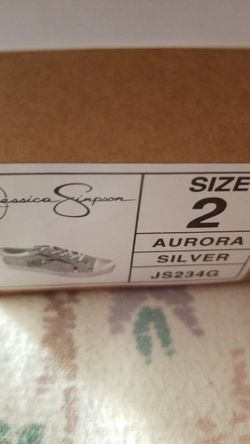 Jessica Simpson
SIZE
2
AURORA
SILVER
JS234G